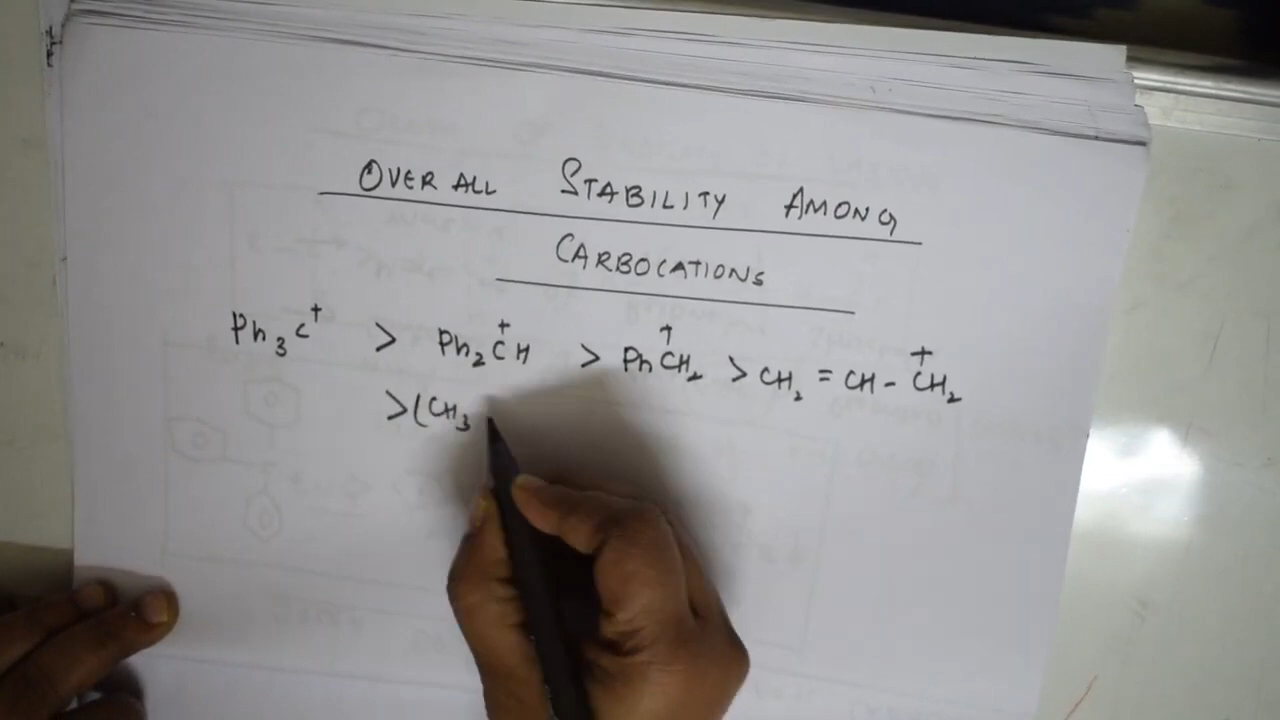 OVER ALL STABILITY AMONG
CARBOCATIONS
Ph₃C⁺ > Ph₂C⁺H > PhC⁺H₂ > CH₂ = CH - C⁺H₂
> (CH₃